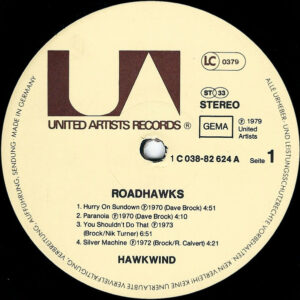 UA
LC 0379
UNITED ARTISTS RECORDS ®
ST 33
STEREO
GEMA
℗ 1979
United
Artists
1 C 038-82 624 A
Seite 1
ROADHAWKS
1. Hurry On Sundown ℗1970 (Dave Brock) 4:51
2. Paranoia ℗1970 (Dave Brock) 4:10
3. You Shouldn't Do That ℗1973
(Brock/Nik Turner) 6:51
4. Silver Machine ℗1972 (Brock/R. Calvert) 4:21
HAWKWIND
ALLE URHEBER- UND LEISTUNGSSCHUTZRECHTE VORBEHALTEN · KEIN VERLEIH! KEINE UNERLAUBTE VERVIELFÄLTIGUNG, VERMIETUNG, AUFFÜHRUNG, SENDUNG · MADE IN GERMANY